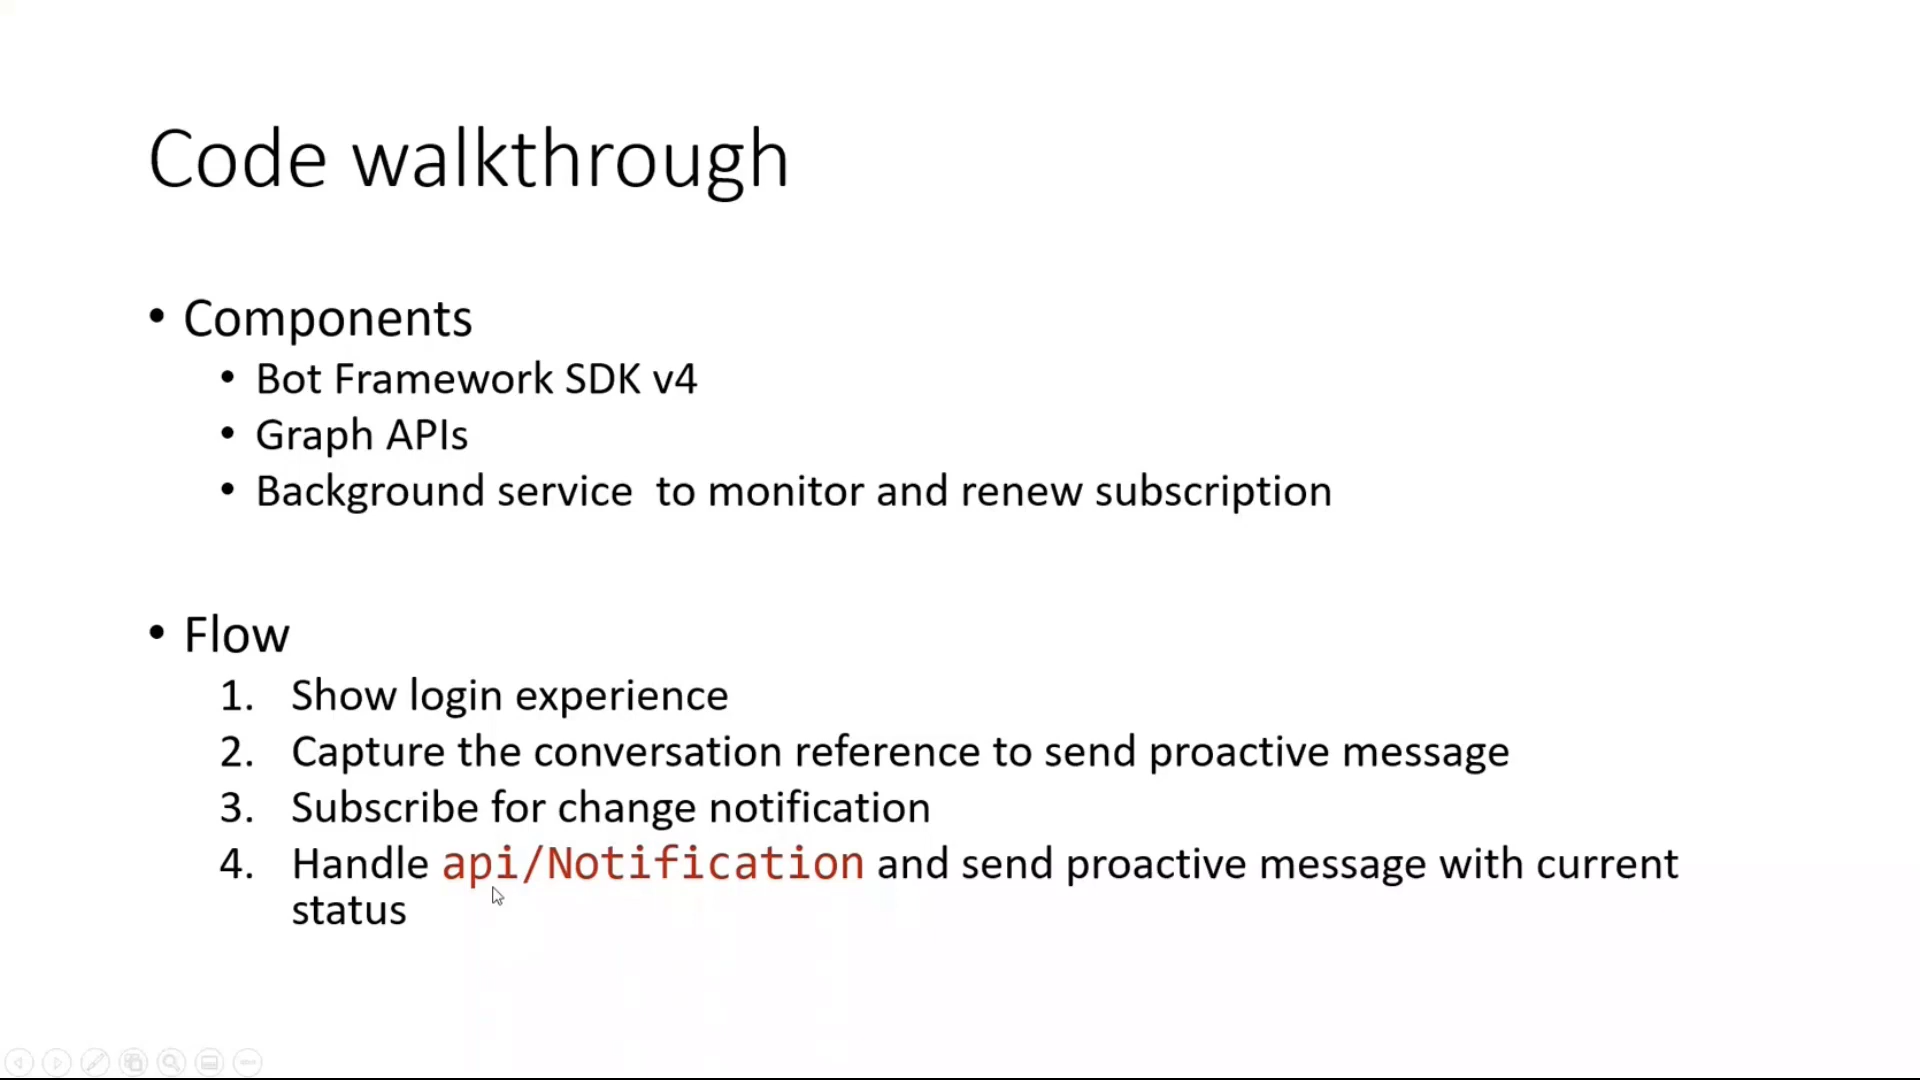 Code walkthrough
• Components
• Bot Framework SDK v4
• Graph APIs
• Background service  to monitor and renew subscription
• Flow
1. Show login experience
2. Capture the conversation reference to send proactive message
3. Subscribe for change notification
4. Handle api/Notification and send proactive message with current
status